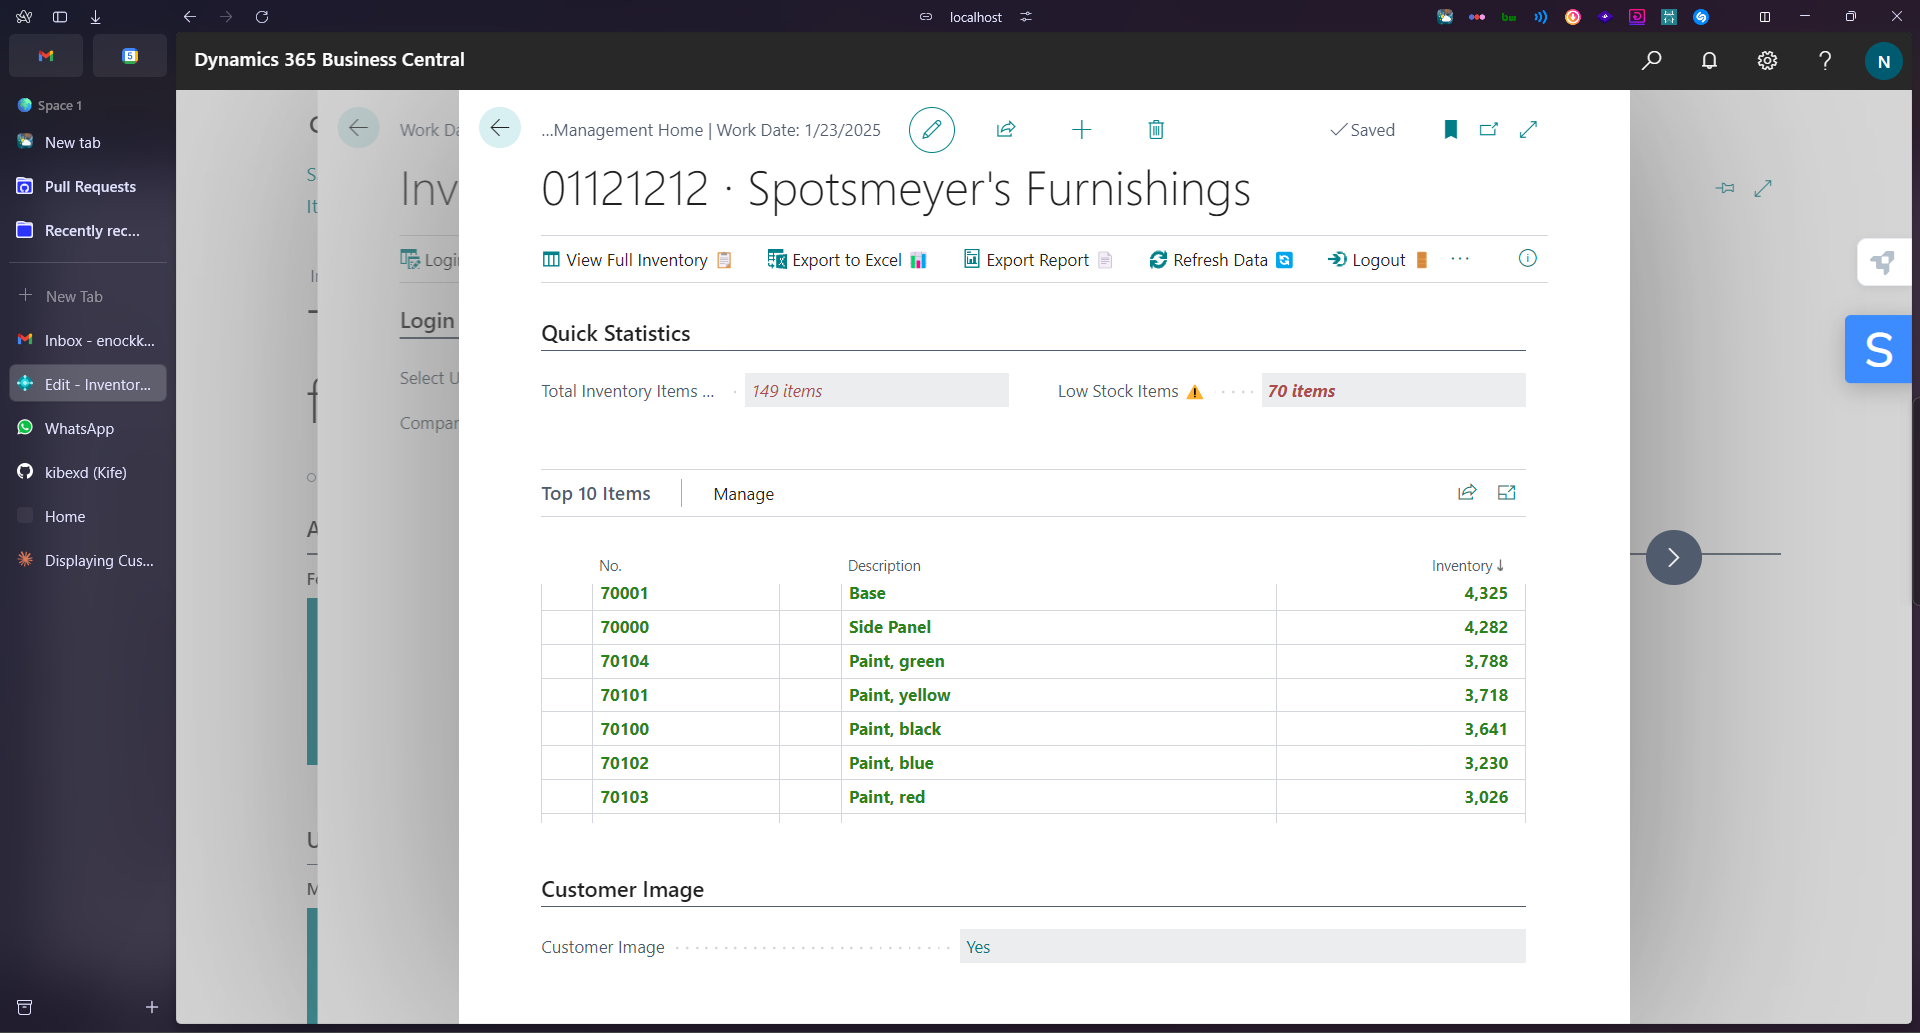 localhost
Dynamics 365 Business Central
N
Space 1
New tab
Pull Requests
Recently rec...
New Tab
Inbox - enockk...
Edit - Inventor...
WhatsApp
kibexd (Kife)
Home
Displaying Cus...
Work Da
Inv
Logi
Login
Select U
Compar
...Management Home | Work Date: 1/23/2025
Saved
01121212 · Spotsmeyer's Furnishings
View Full Inventory
Export to Excel
Export Report
Refresh Data
Logout
...
Quick Statistics
Total Inventory Items ...
149 items
Low Stock Items
70 items
Top 10 Items
Manage
No. Description Inventory↓
70001 Base 4,325
70000 Side Panel 4,282
70104 Paint, green 3,788
70101 Paint, yellow 3,718
70100 Paint, black 3,641
70102 Paint, blue 3,230
70103 Paint, red 3,026
Customer Image
Customer Image
Yes
S